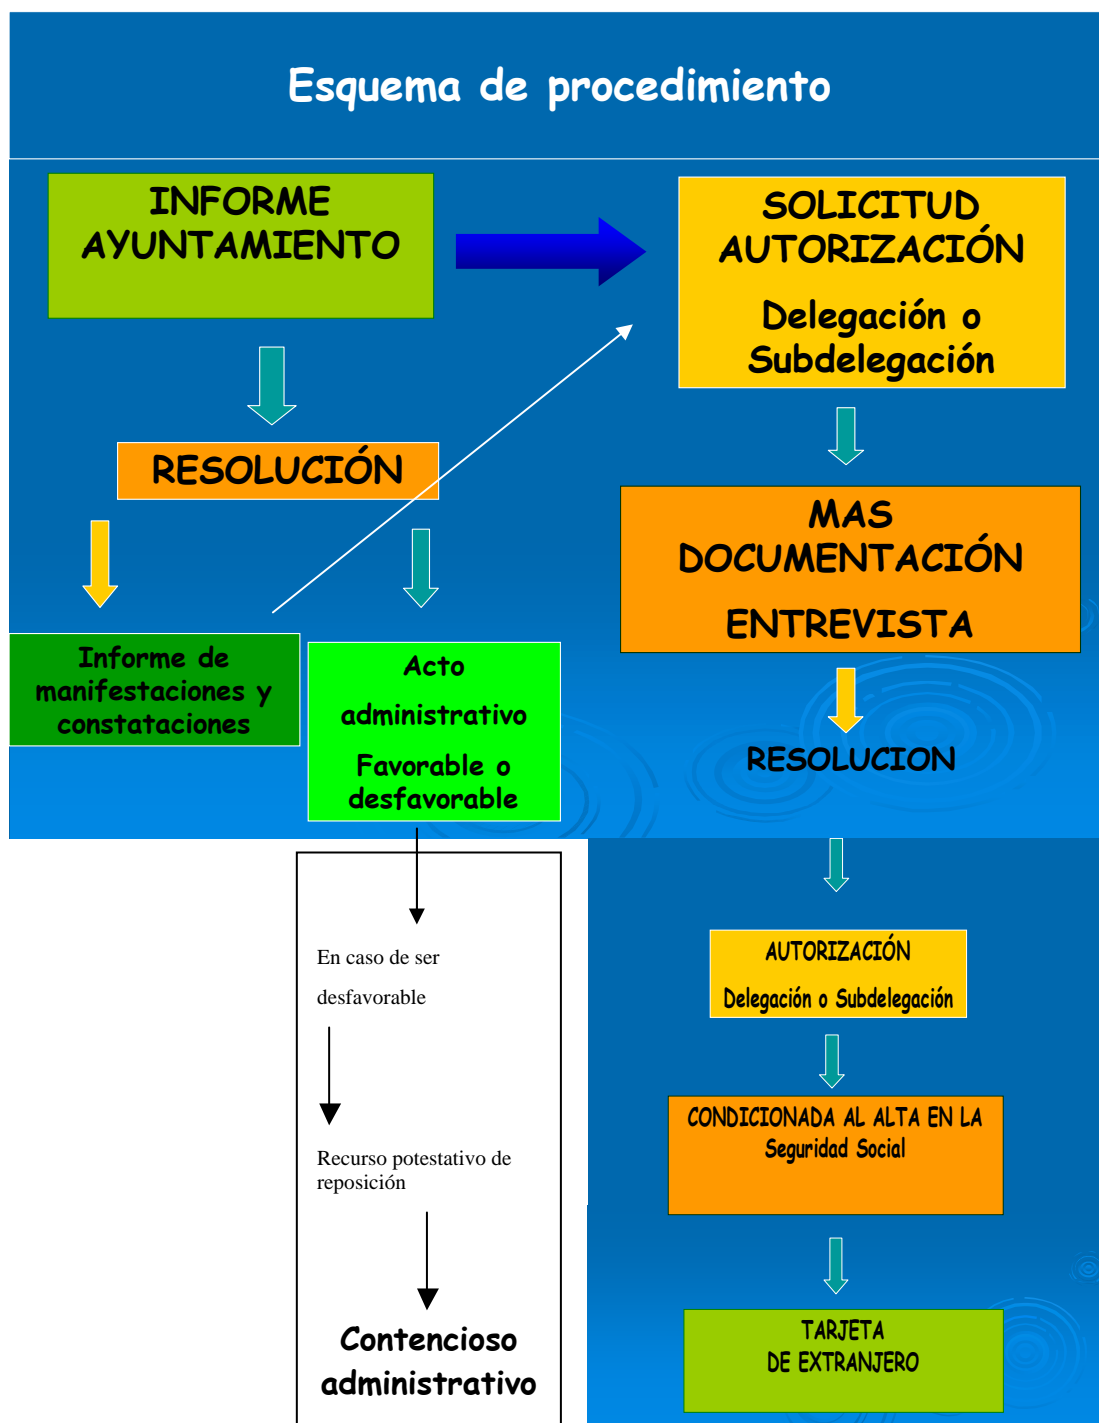 Esquema de procedimiento
INFORME
AYUNTAMIENTO
SOLICITUD
AUTORIZACIÓN
Delegación o
Subdelegación
RESOLUCIÓN
MAS
DOCUMENTACIÓN
ENTREVISTA
Informe de
manifestaciones y
constataciones
Acto
administrativo
Favorable o
desfavorable
RESOLUCION
En caso de ser
desfavorable
Recurso potestativo de
reposición
Contencioso
administrativo
AUTORIZACIÓN
Delegación o Subdelegación
CONDICIONADA AL ALTA EN LA
Seguridad Social
TARJETA
DE EXTRANJERO